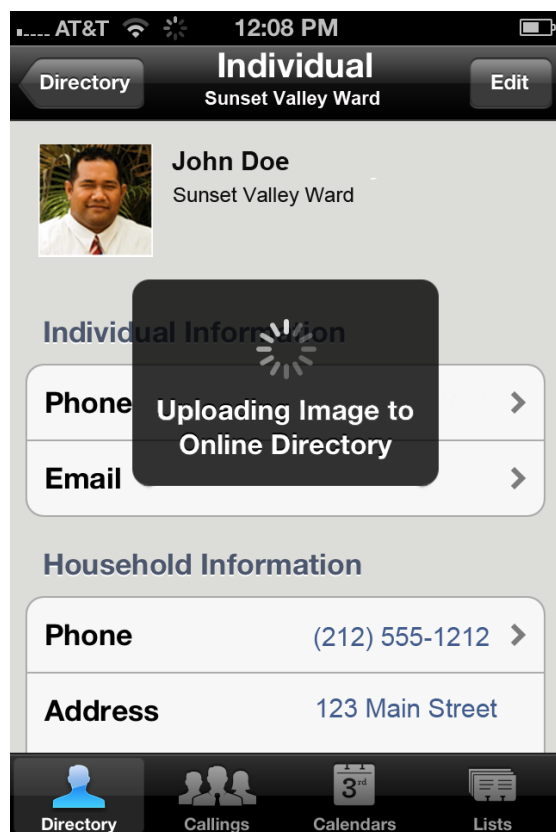 AT&T 12:08 PM
Directory
Individual
Sunset Valley Ward
Edit
John Doe
Sunset Valley Ward
Individual Information
Phone
Uploading Image to
Online Directory
Email
Household Information
Phone (212) 555-1212
Address 123 Main Street
3rd
Directory Callings Calendars Lists